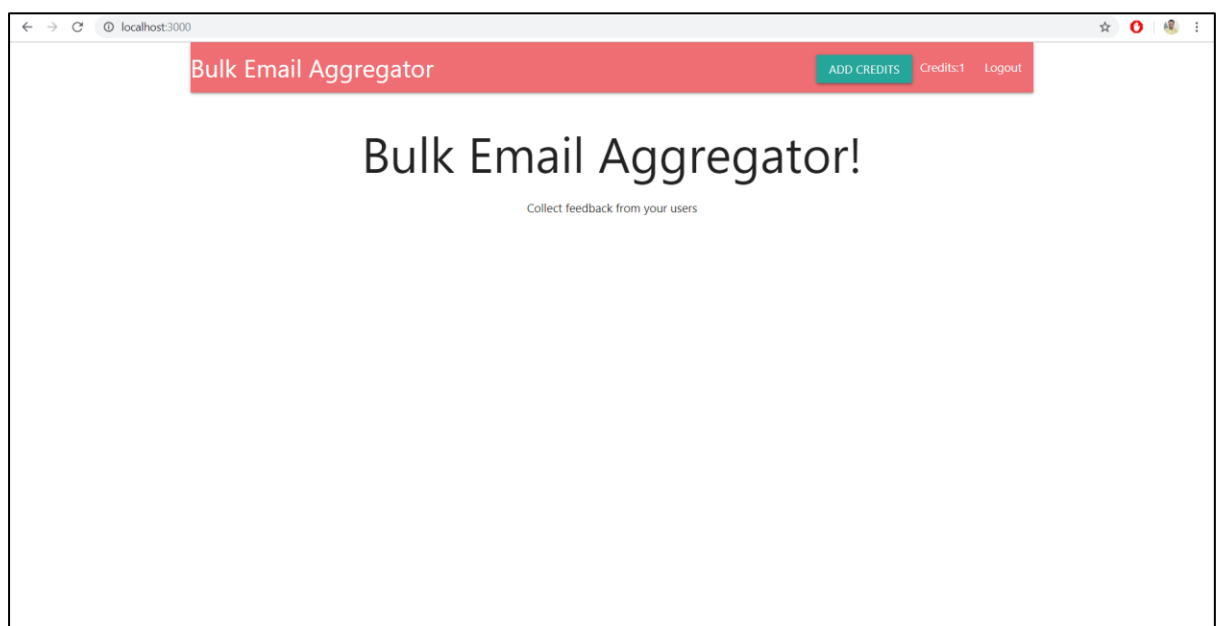 localhost:3000
Bulk Email Aggregator
ADD CREDITS
Credits:1
Logout
Bulk Email Aggregator!
Collect feedback from your users